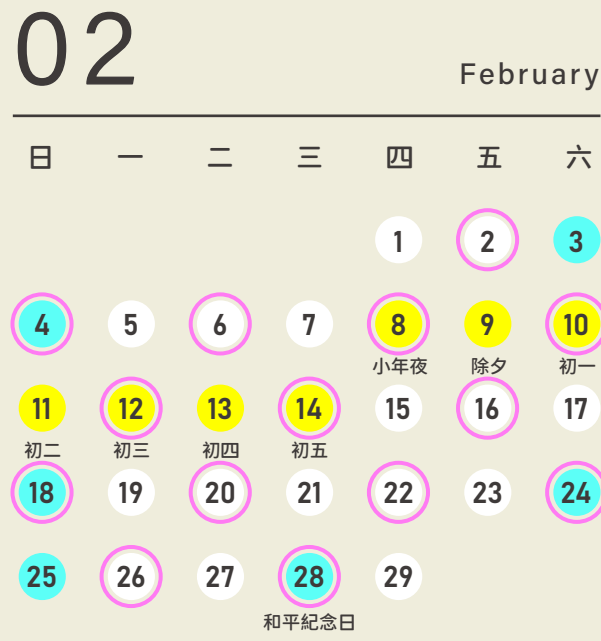 02
February
日 一 二 三 四 五 六
1 2 3
4 5 6 7 8 9 10
小年夜 除夕 初一
11 12 13 14 15 16 17
初二 初三 初四 初五
18 19 20 21 22 23 24
25 26 27 28 29
和平紀念日